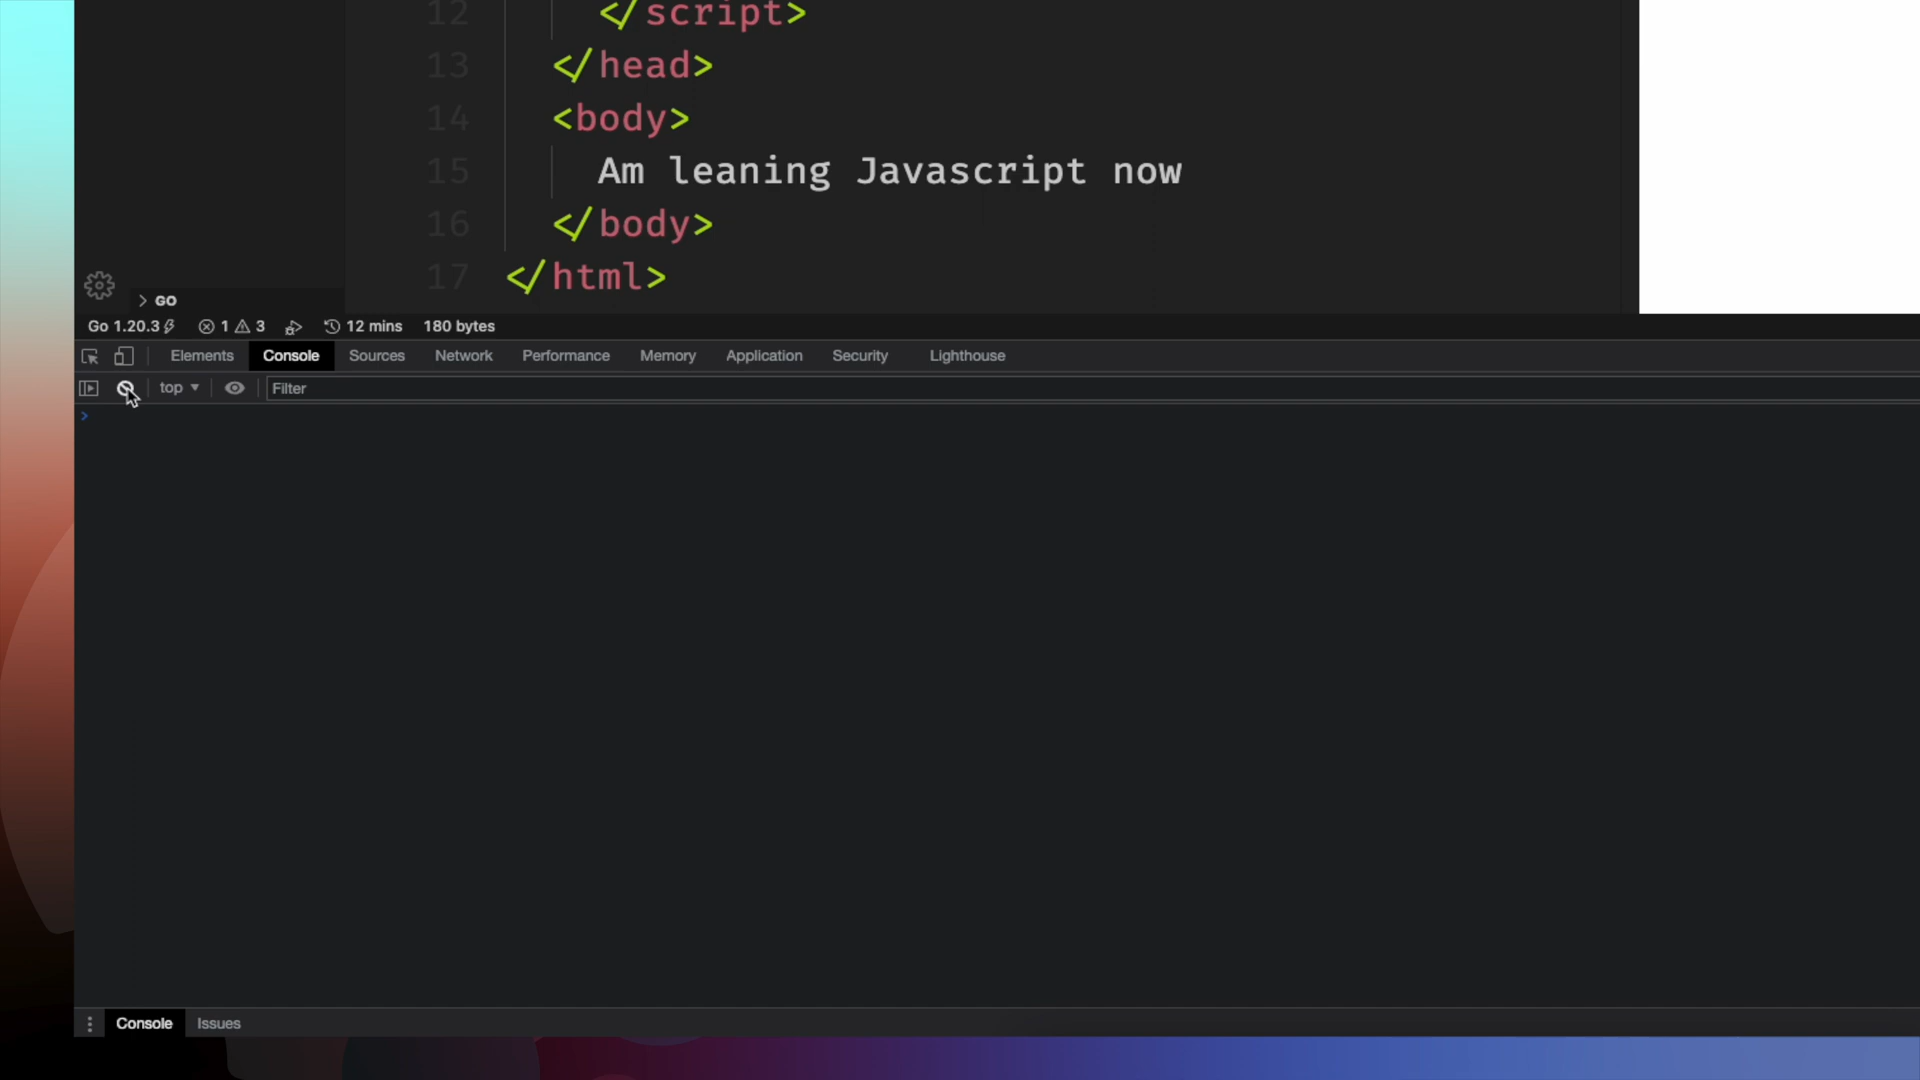 12 </script>
13 </head>
14 <body>
15 Am leaning Javascript now
16 </body>
17 </html>
> GO
Go 1.20.3 1 3 12 mins 180 bytes
Elements Console Sources Network Performance Memory Application Security Lighthouse
top Filter
>
Console Issues